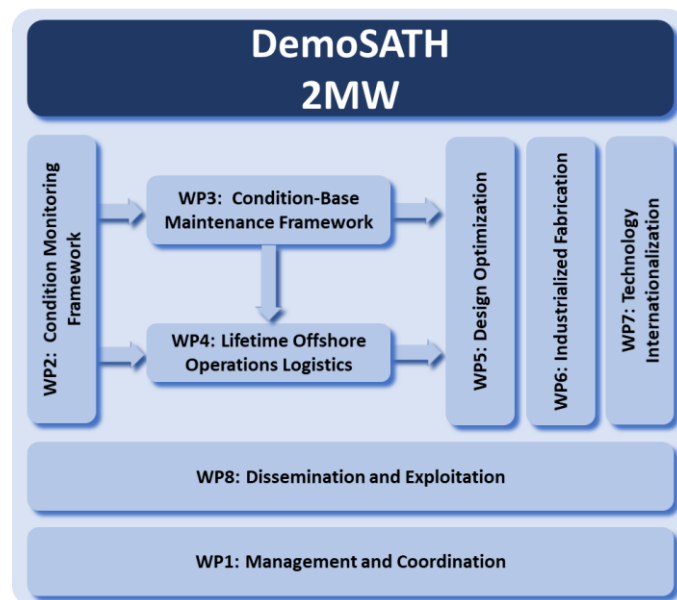 DemoSATH
2MW
WP2: Condition Monitoring
Framework
WP3: Condition-Base
Maintenance Framework
WP4: Lifetime Offshore
Operations Logistics
WP5: Design Optimization
WP6: Industrialized Fabrication
WP7: Technology
Internationalization
WP8: Dissemination and Exploitation
WP1: Management and Coordination